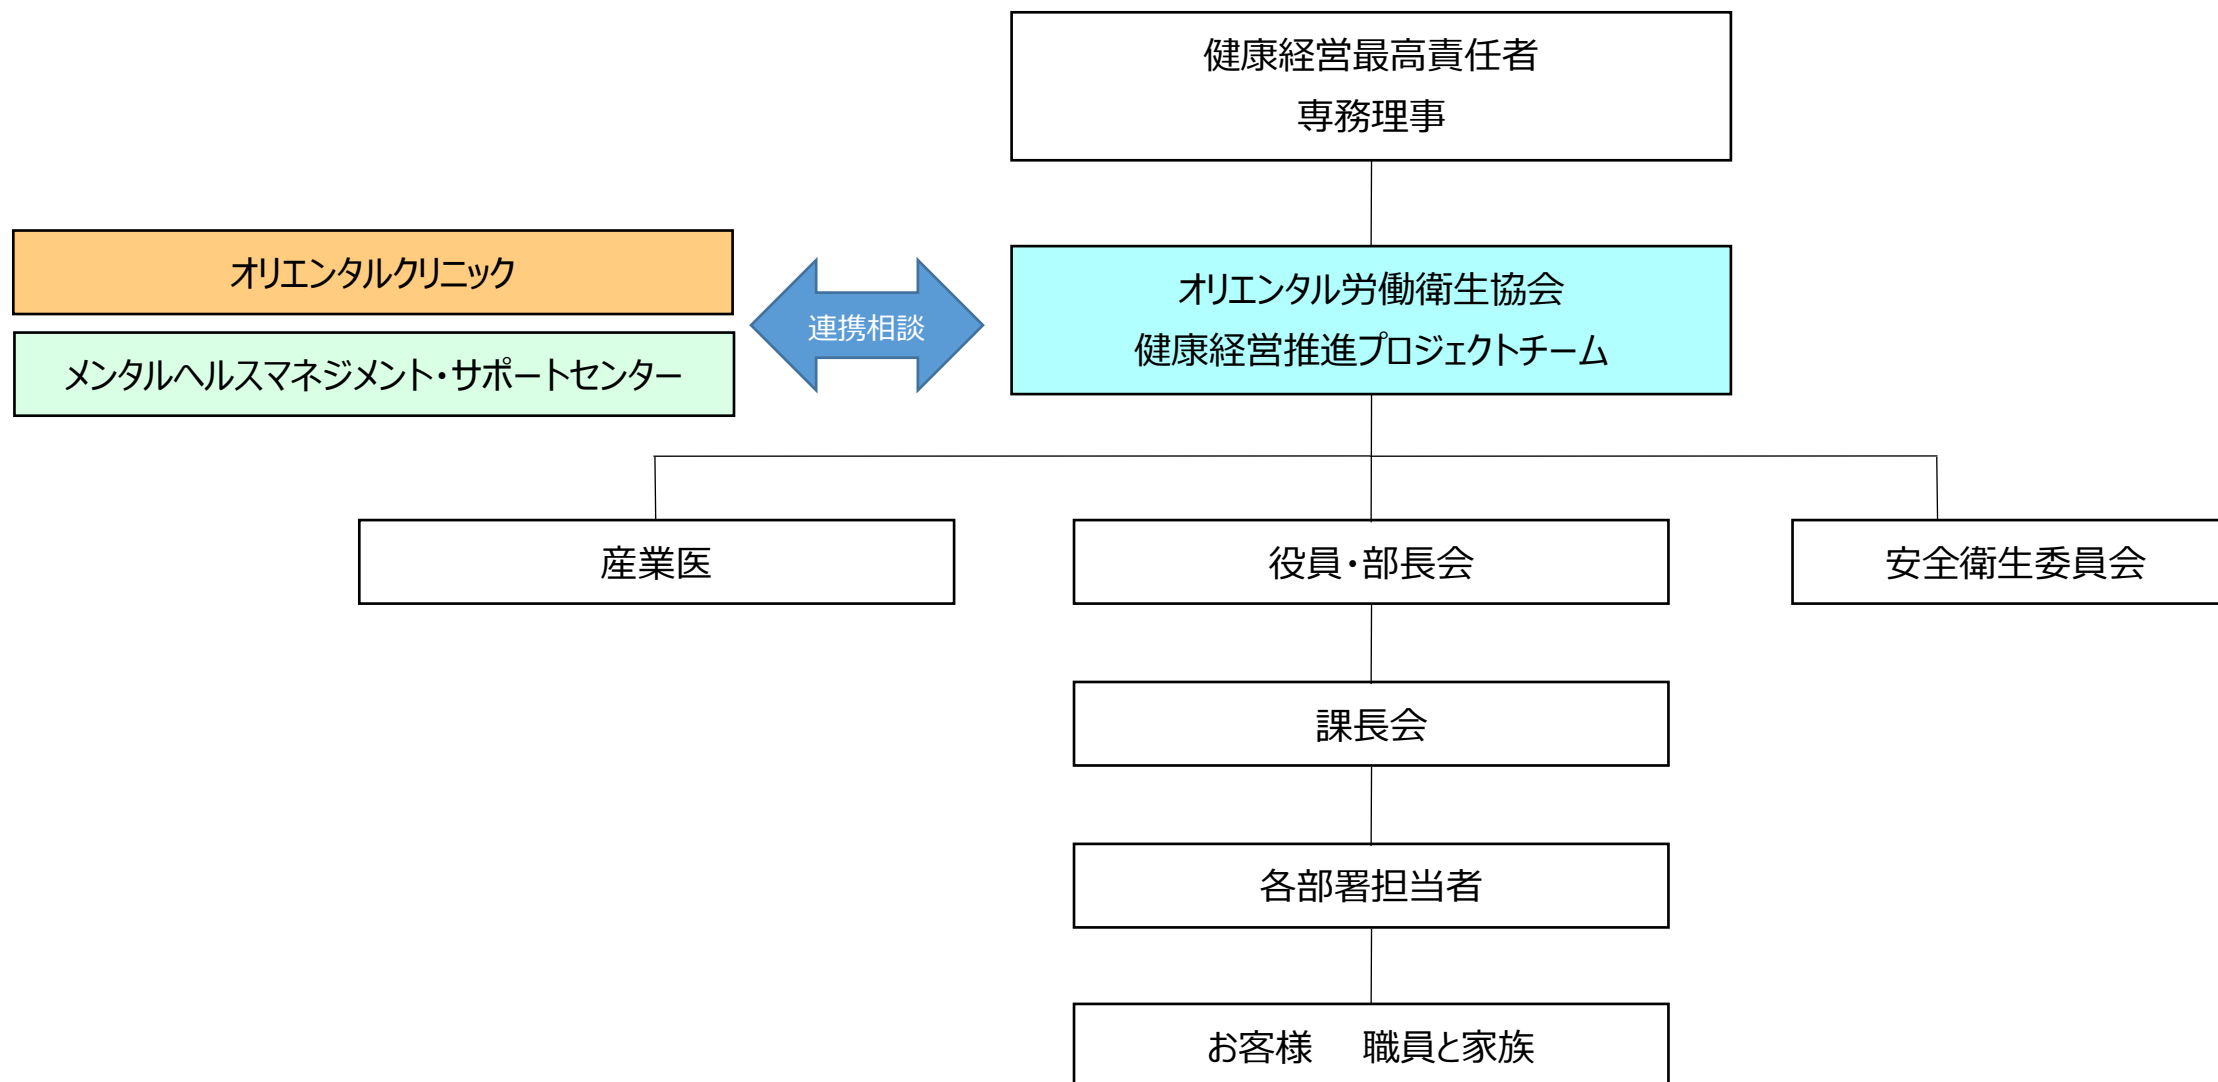 健康経営最高責任者
専務理事
オリエンタルクリニック
メンタルヘルスマネジメント・サポートセンター
連携相談
オリエンタル労働衛生協会
健康経営推進プロジェクトチーム
産業医
役員・部長会
安全衛生委員会
課長会
各部署担当者
お客様　職員と家族